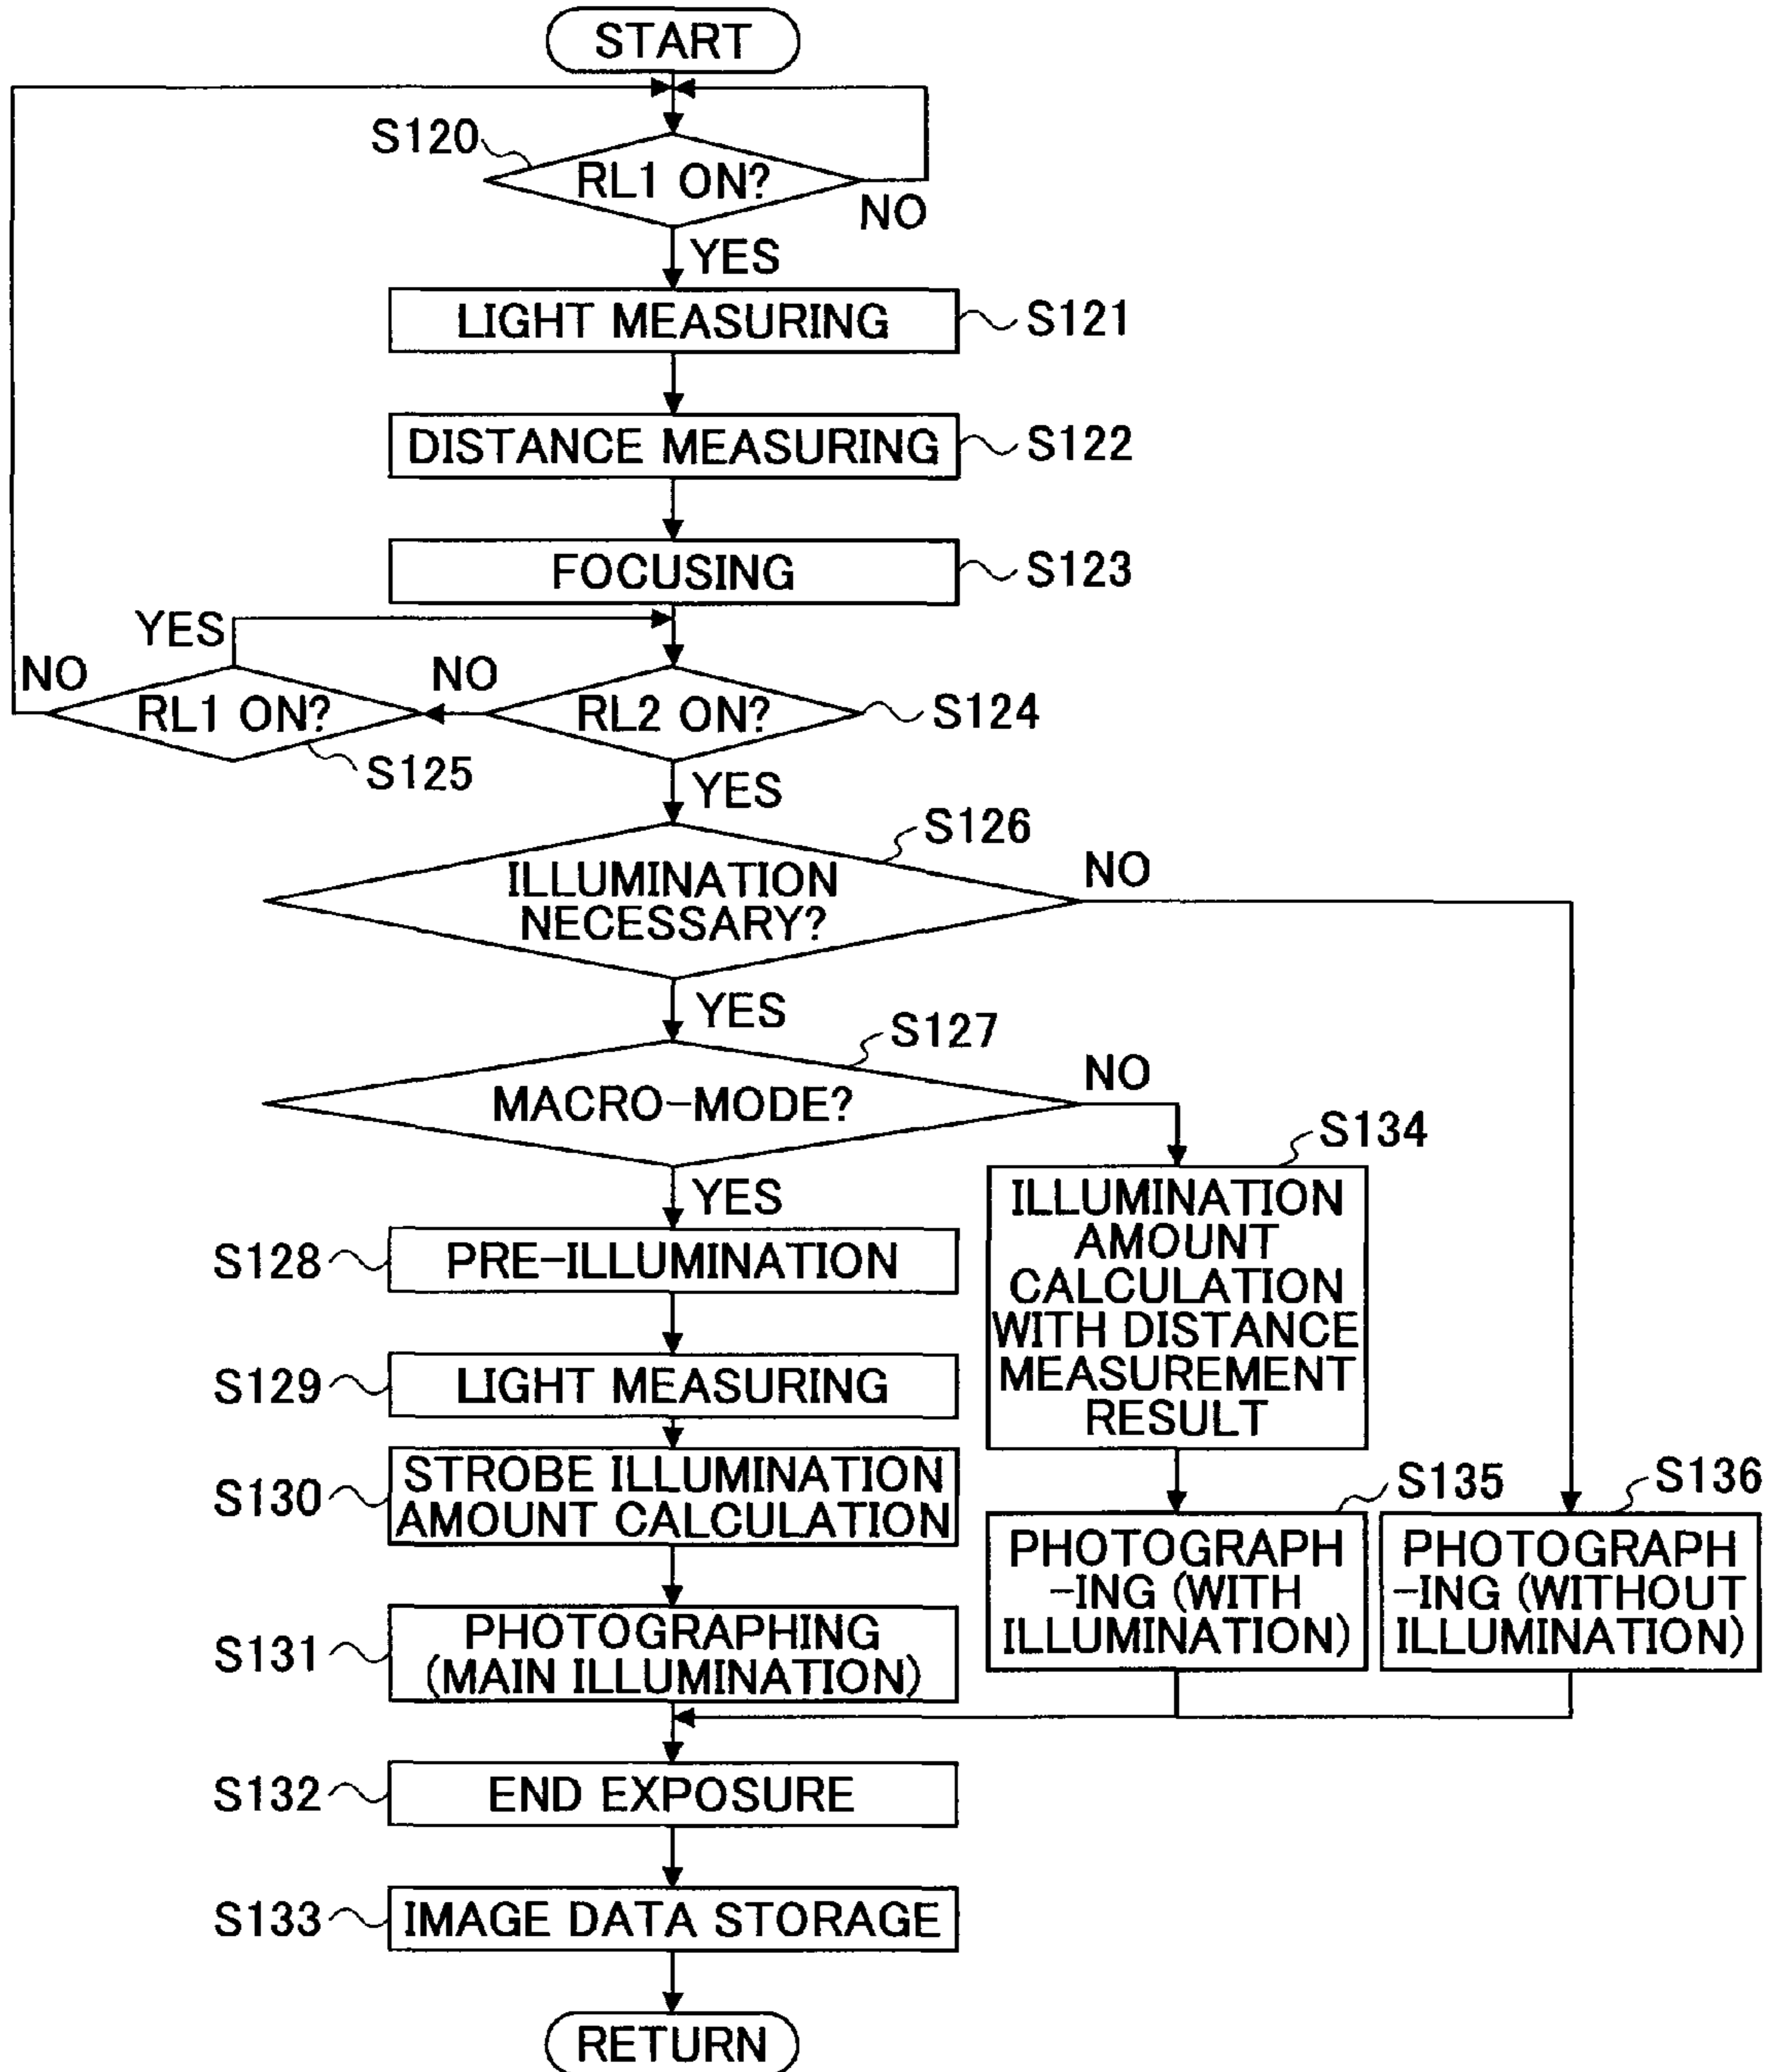 START
S120
RL1 ON?
NO
YES
LIGHT MEASURING
S121
DISTANCE MEASURING
S122
FOCUSING
S123
YES
NO
RL1 ON?
NO
RL2 ON?
S124
S125
YES
S126
ILLUMINATION
NECESSARY?
NO
YES
S127
MACRO-MODE?
NO
YES
S134
ILLUMINATION
AMOUNT
CALCULATION
WITH DISTANCE
MEASUREMENT
RESULT
S128
PRE-ILLUMINATION
S129
LIGHT MEASURING
S130
STROBE ILLUMINATION
AMOUNT CALCULATION
S135
PHOTOGRAPH
-ING (WITH
ILLUMINATION)
S136
PHOTOGRAPH
-ING (WITHOUT
ILLUMINATION)
S131
PHOTOGRAPHING
(MAIN ILLUMINATION)
S132
END EXPOSURE
S133
IMAGE DATA STORAGE
RETURN